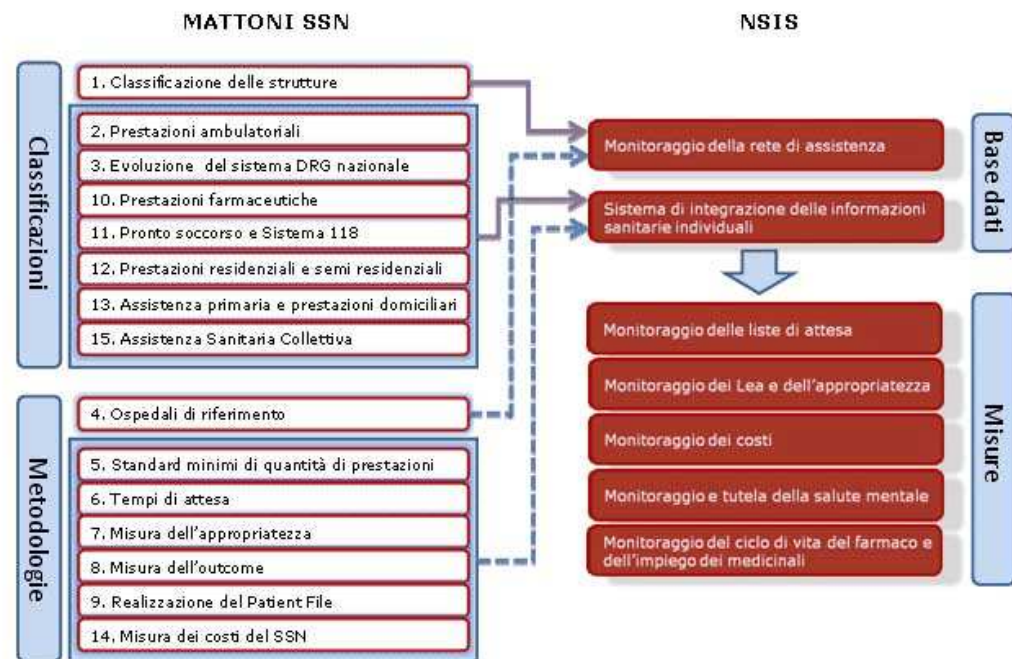 MATTONI SSN
NSIS
Classificazioni
1. Classificazione delle strutture
2. Prestazioni ambulatoriali
3. Evoluzione del sistema DRG nazionale
10. Prestazioni farmaceutiche
11. Pronto soccorso e Sistema 118
12. Prestazioni residenziali e semi residenziali
13. Assistenza primaria e prestazioni domiciliari
15. Assistenza Sanitaria Collettiva
Metodologie
4. Ospedali di riferimento
5. Standard minimi di quantità di prestazioni
6. Tempi di attesa
7. Misura dell'appropriatezza
8. Misura dell'outcome
9. Realizzazione del Patient File
14. Misura dei costi del SSN
Monitoraggio della rete di assistenza
Sistema di integrazione delle informazioni
sanitarie individuali
Base dati
Monitoraggio delle liste di attesa
Monitoraggio dei Lea e dell'appropriatezza
Monitoraggio dei costi
Monitoraggio e tutela della salute mentale
Monitoraggio del ciclo di vita del farmaco e
dell'impiego dei medicinali
Misure